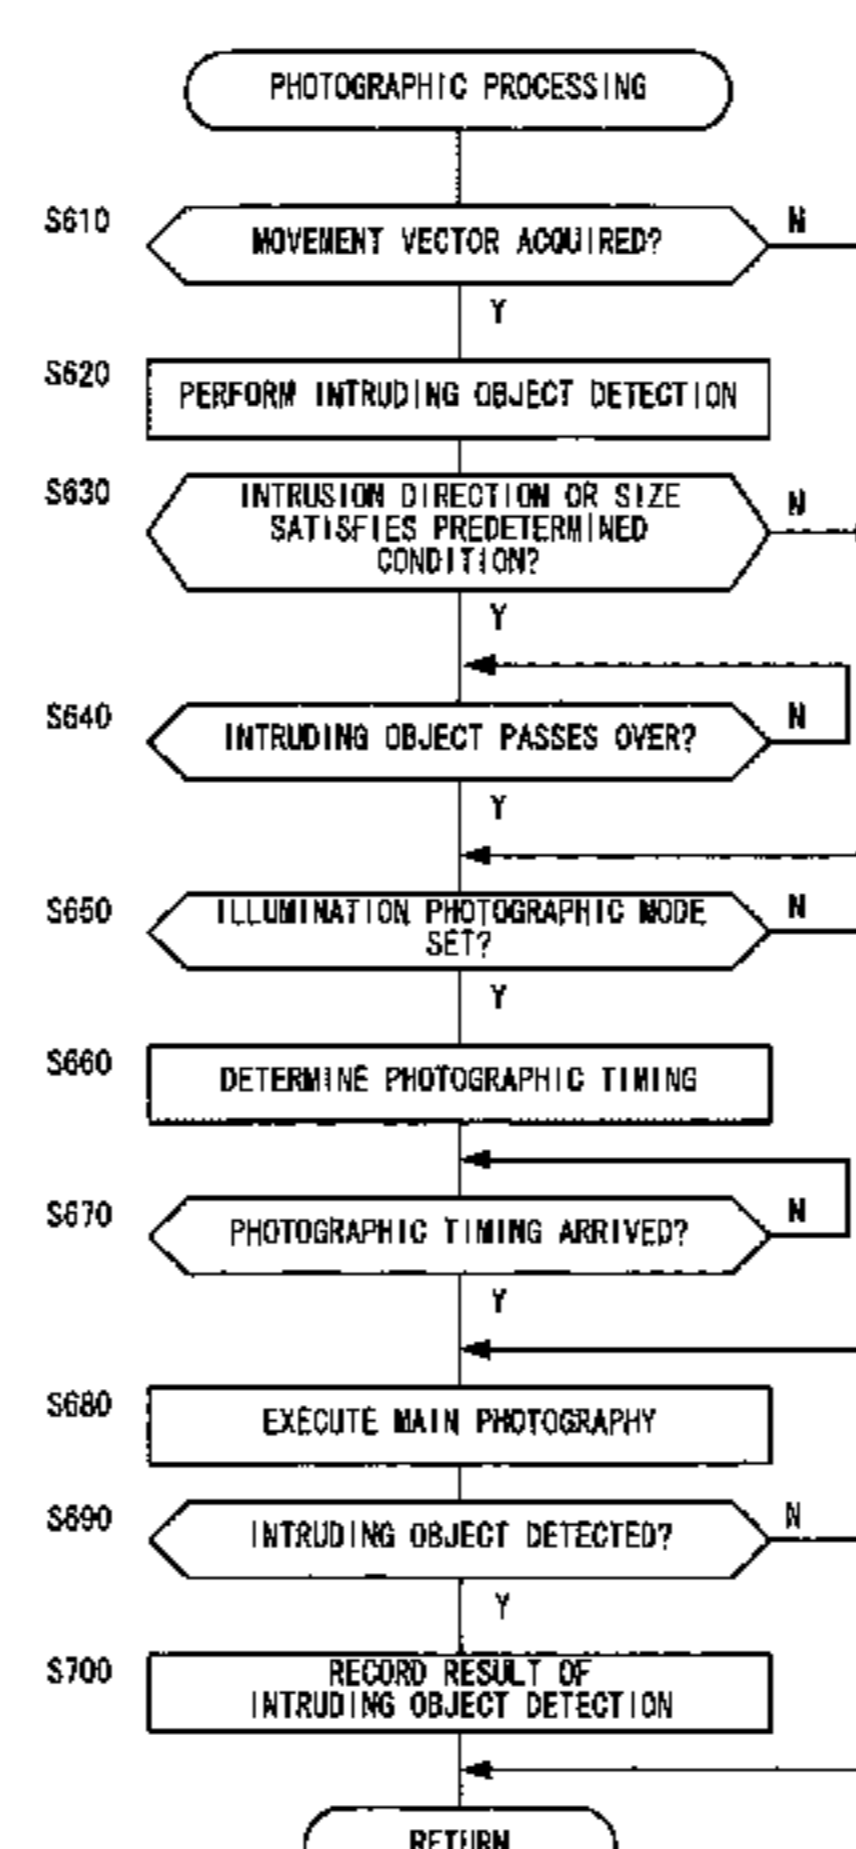 PHOTOGRAPHIC PROCESSING
S610
MOVEMENT VECTOR ACQUIRED?
N
Y
S620
PERFORM INTRUDING OBJECT DETECTION
S630
INTRUSION DIRECTION OR SIZE
SATISFIES PREDETERMINED
CONDITION?
N
Y
S640
INTRUDING OBJECT PASSES OVER?
N
Y
S650
ILLUMINATION PHOTOGRAPHIC MODE
SET?
N
Y
S660
DETERMINE PHOTOGRAPHIC TIMING
S670
PHOTOGRAPHIC TIMING ARRIVED?
N
Y
S680
EXECUTE MAIN PHOTOGRAPHY
S690
INTRUDING OBJECT DETECTED?
N
Y
S700
RECORD RESULT OF
INTRUDING OBJECT DETECTION
RETURN